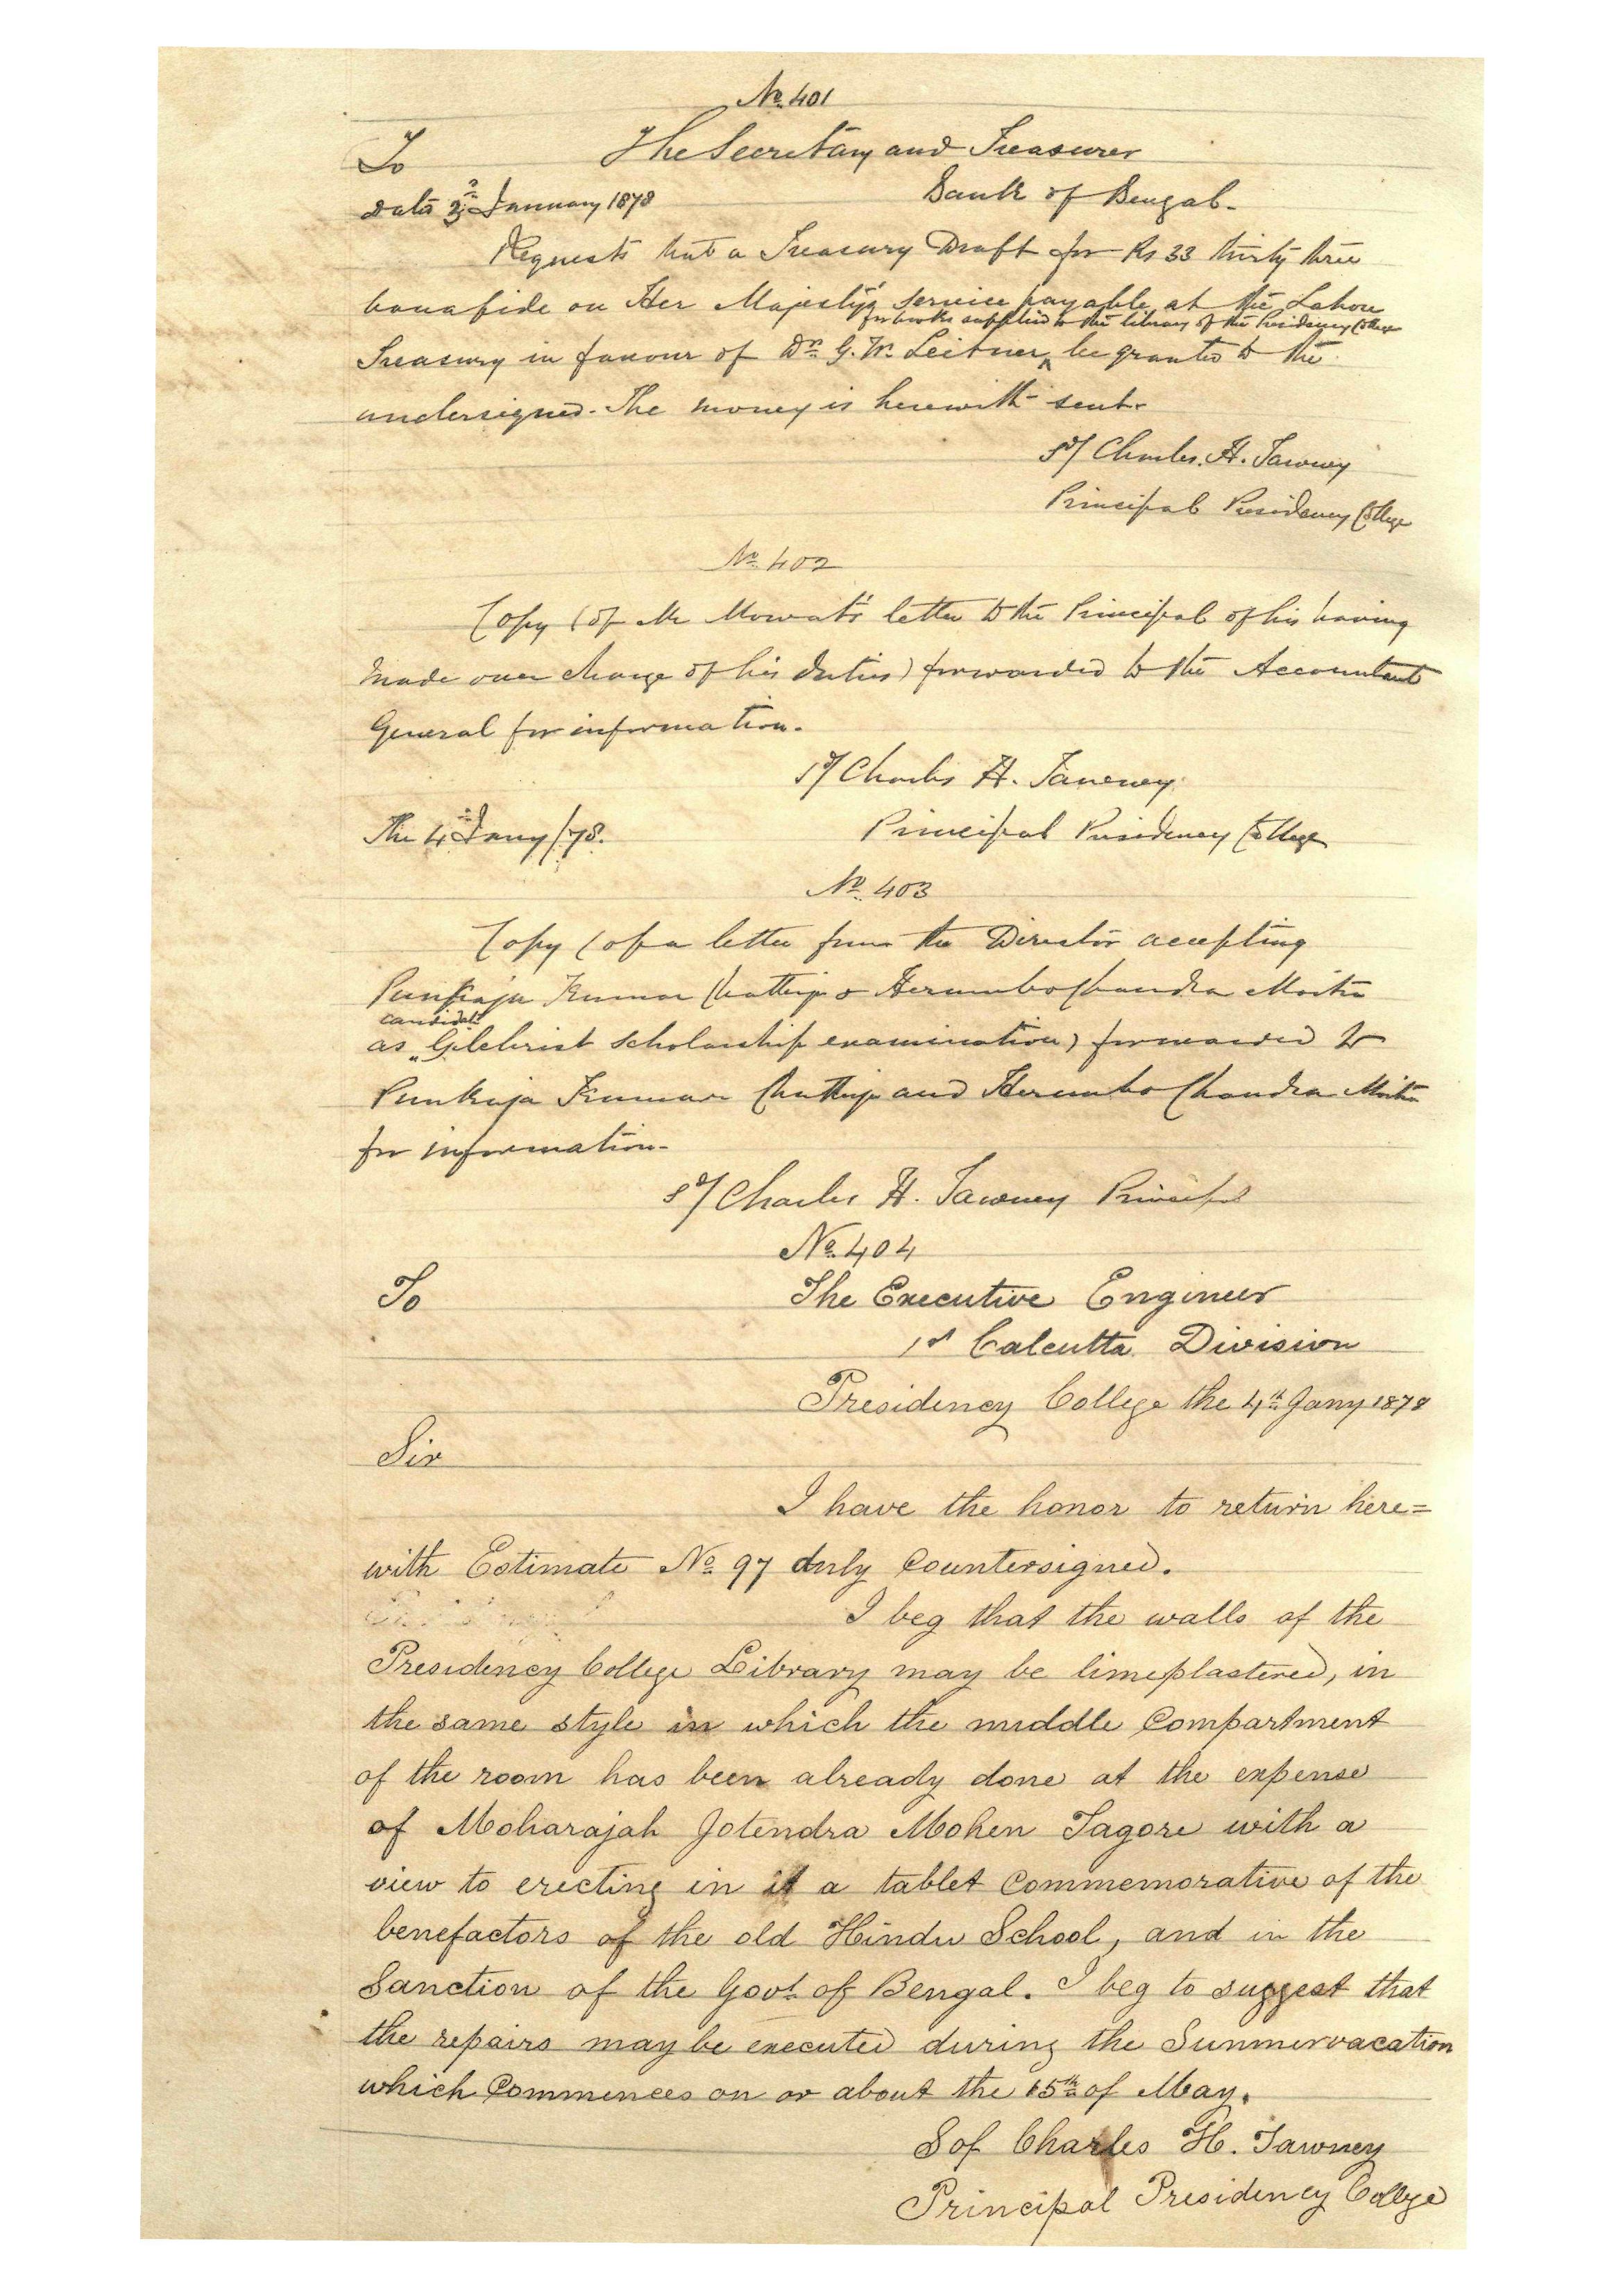 No. 401
To The Secretary and Treasurer
Date 3rd January 1878 Bank of Bengal.
Requests that a Treasury Draft for Rs 33 thirty three
bonafide on Her Majesty's service payable at the Lahore
for books supplied to the library of the Presidency College
Treasury in favour of Dr. G. W. Leitner ^ be granted to the
undersigned. The money is herewith sent.
Sd/ Charles. H. Tawney
Principal Presidency College
No. 402
Copy (of Mr Mowat's letter to the Principal of his having
made over charge of his duties) forwarded to the Accountant
General for information.
Sd/ Charles H. Tawney
The 4th Jany/78. Principal Presidency College
No. 403
Copy (of a letter from the Director accepting
Punkaja Kumar Chatterji & Herumbo Chandra Moitra
candidate
as Gilchrist scholarship examination) forwarded to
Punkaja Kumar Chatterji and Herumbo Chandra Moitra
for information.
Sd/ Charles H. Tawney Principal
No. 404
To The Executive Engineer
1st Calcutta Division
Presidency College the 4th Jany 1878
Sir
I have the honor to return here=
with Estimate No. 97 duly Countersigned.
I beg that the walls of the
Presidency College Library may be limeplastered, in
the same style in which the middle Compartment
of the room has been already done at the expense
of Moharajah Jotendra Mohen Tagore with a
view to erecting in it a tablet Commemorative of the
benefactors of the old Hindu School, and in the
Sanction of the Govt. of Bengal. I beg to suggest that
the repairs may be executed during the Summervacation
which Commences on or about the 15th of May.
Sd/ Charles H. Tawney
Principal Presidency College